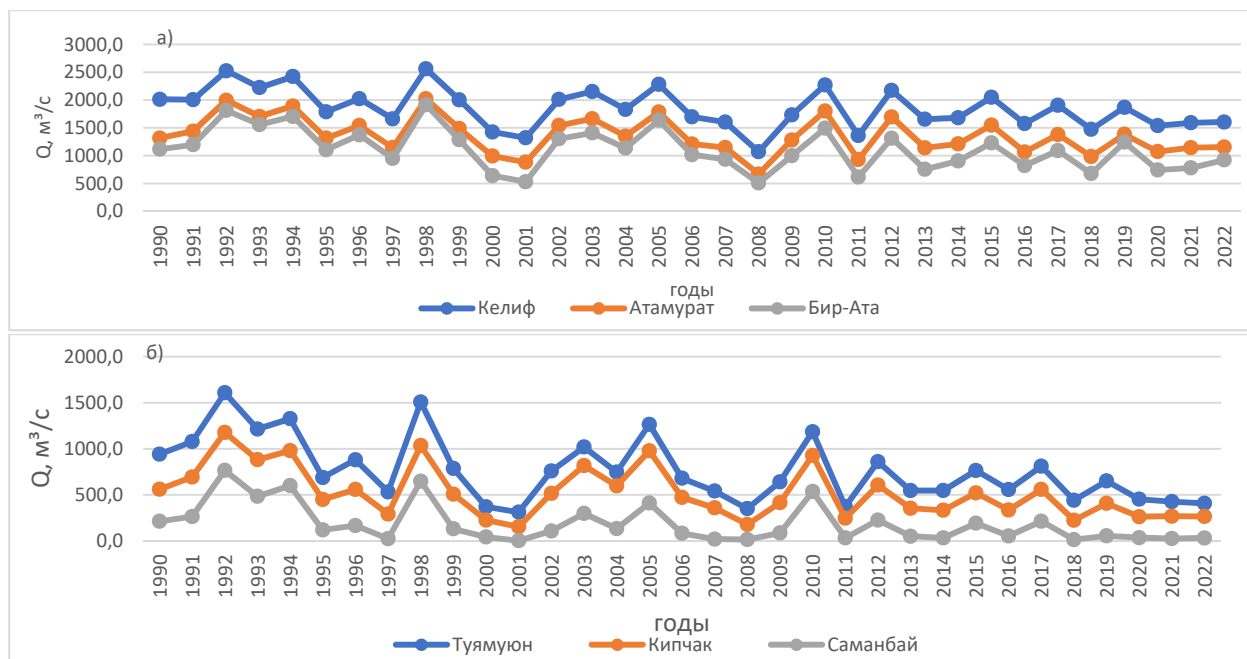 а)
3000,0
2500,0
2000,0
1500,0
1000,0
500,0
0,0
Q, м³/с
1990 1991 1992 1993 1994 1995 1996 1997 1998 1999 2000 2001 2002 2003 2004 2005 2006 2007 2008 2009 2010 2011 2012 2013 2014 2015 2016 2017 2018 2019 2020 2021 2022
годы
Келиф Атамурат Бир-Ата
б)
2000,0
1500,0
1000,0
500,0
0,0
Q, м³/с
1990 1991 1992 1993 1994 1995 1996 1997 1998 1999 2000 2001 2002 2003 2004 2005 2006 2007 2008 2009 2010 2011 2012 2013 2014 2015 2016 2017 2018 2019 2020 2021 2022
годы
Туямуюн Кипчак Саманбай